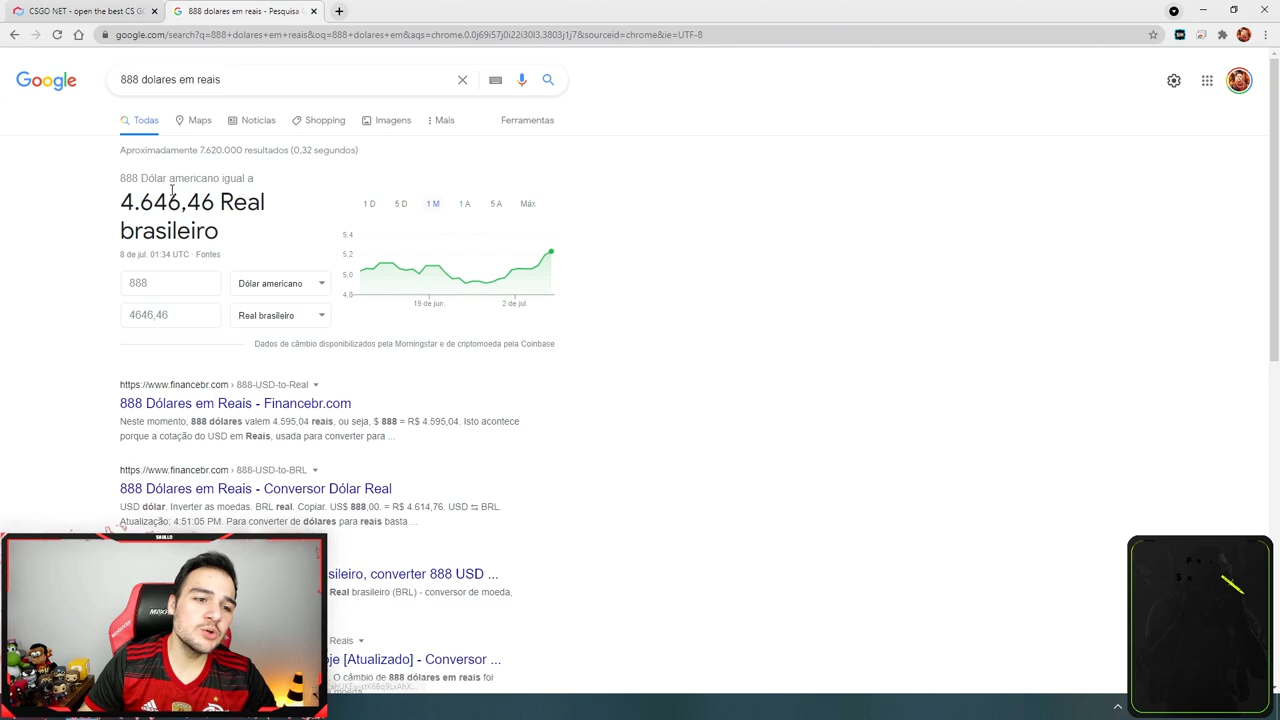 CSGO NET - open the best CS GO
888 dolares em reais - Pesquisa G
google.com/search?q=888+dolares+em+reais&oq=888+dolares+em&aqs=chrome.0.0j69i57j0i22i30l3.3803j1j7&sourceid=chrome&ie=UTF-8
Google
888 dolares em reais
Todas
Maps
Notícias
Shopping
Imagens
Mais
Ferramentas
Aproximadamente 7.620.000 resultados (0,32 segundos)
888 Dólar americano igual a
4.646,46 Real
brasileiro
8 de jul. 01:34 UTC · Fontes
888
Dólar americano
4646,46
Real brasileiro
1 D
5 D
1 M
1 A
5 A
Máx
5,4
5,2
5,0
4,8
19 de jun.
2 de jul.
Dados de câmbio disponibilizados pela Morningstar e de criptomoeda pela Coinbase
https://www.financebr.com › 888-USD-to-Real
888 Dólares em Reais - Financebr.com
Neste momento, 888 dólares valem 4.595,04 reais, ou seja, $ 888 = R$ 4.595,04. Isto acontece
porque a cotação do USD em Reais, usada para converter para ...
https://www.financebr.com › 888-USD-to-BRL
888 Dólares em Reais - Conversor Dólar Real
USD dólar. Inverter as moedas. BRL real. Copiar. US$ 888,00. = R$ 4.614,76. USD ⇆ BRL.
Atualização: 4:51:05 PM. Para converter de dólares para reais basta ...
sileiro, converter 888 USD ...
Real brasileiro (BRL) - conversor de moeda,
Reais
je [Atualizado] - Conversor ...
O câmbio de 888 dólares em reais foi
moeda